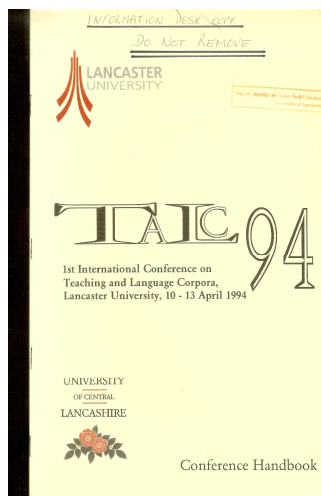 INFORMATION DESK COPY
DO NOT REMOVE
LANCASTER
UNIVERSITY
TALC 94
1st International Conference on
Teaching and Language Corpora,
Lancaster University, 10 - 13 April 1994
UNIVERSITY
OF CENTRAL
LANCASHIRE
Conference Handbook